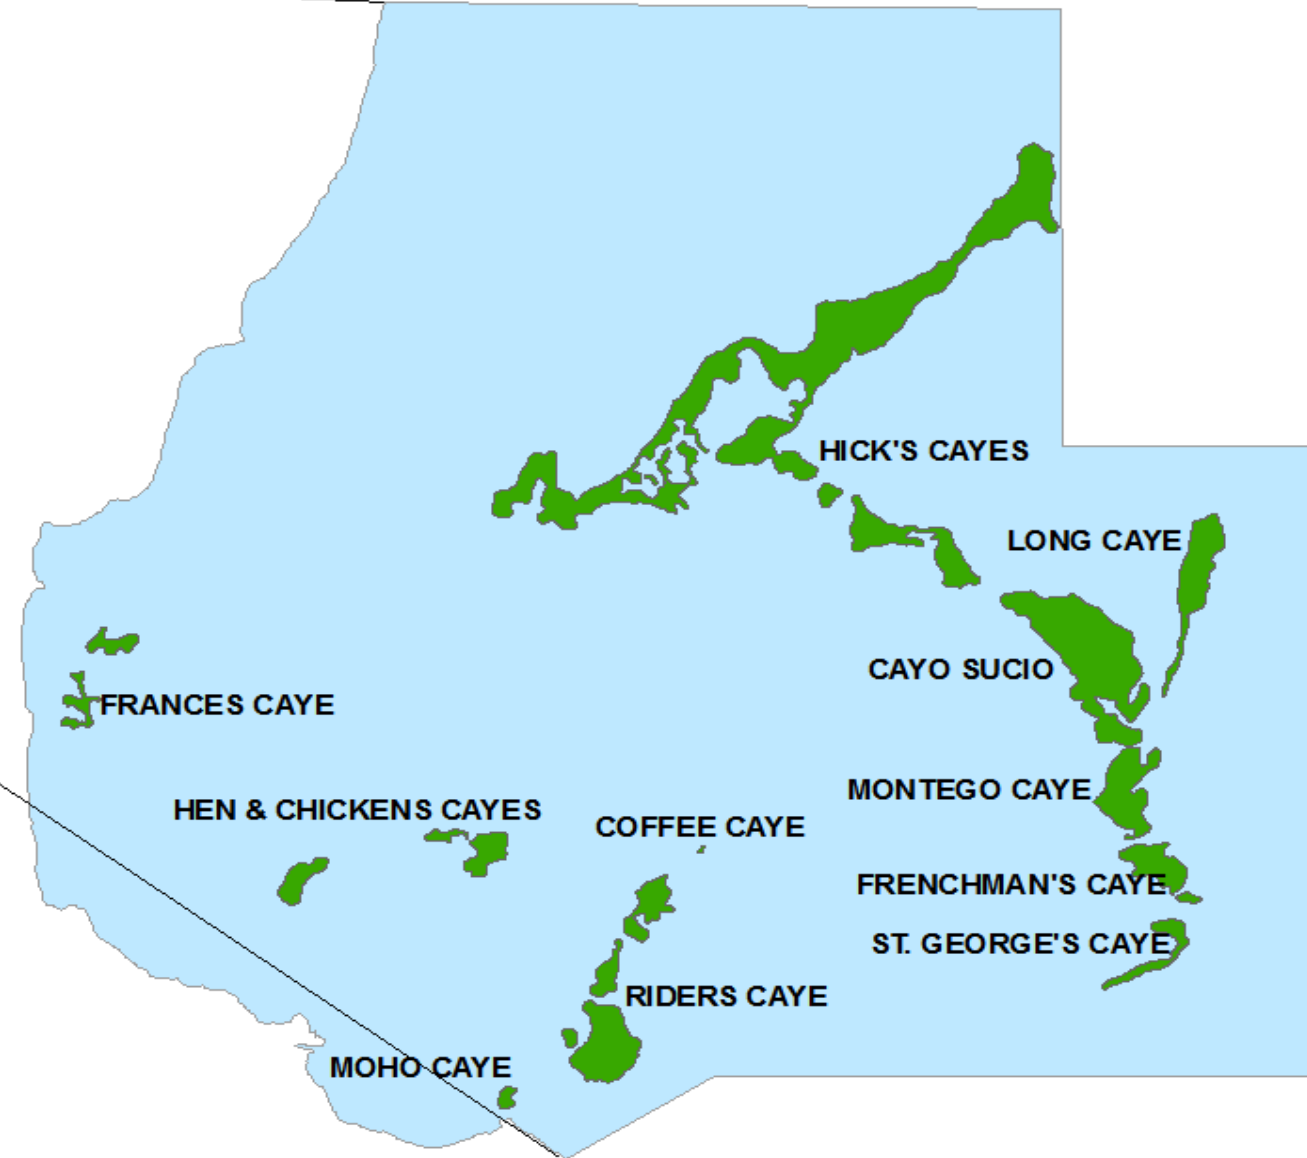 HICK'S CAYES
LONG CAYE
CAYO SUCIO
FRANCES CAYE
MONTEGO CAYE
HEN & CHICKENS CAYES
COFFEE CAYE
FRENCHMAN'S CAYE
ST. GEORGE'S CAYE
RIDERS CAYE
MOHO CAYE